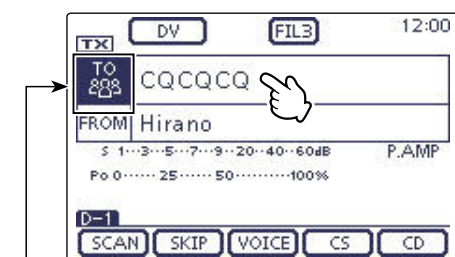 DV FIL3 12:00
TX
TO CQCQCQ
FROM Hirano
S 1···3···5···7···9··20··40··60dB P.AMP
Po 0······25······50·········100%
D-1
SCAN SKIP VOICE CS CD